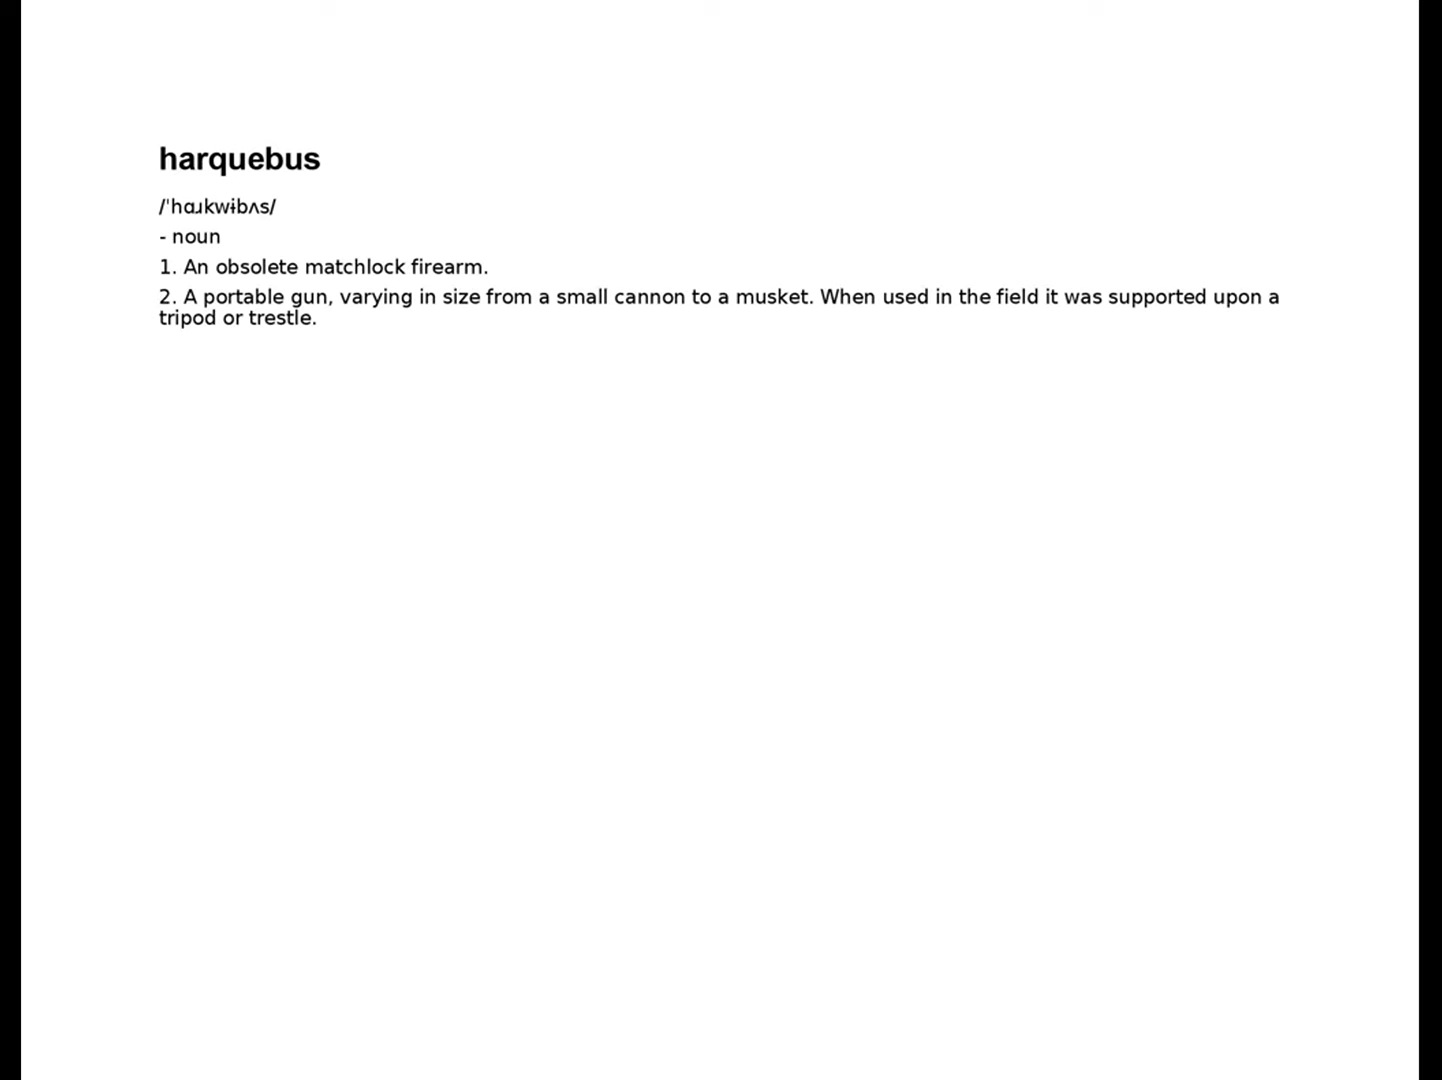 harquebus
/ˈhɑɹkwɨbʌs/
- noun
1. An obsolete matchlock firearm.
2. A portable gun, varying in size from a small cannon to a musket. When used in the field it was supported upon a
tripod or trestle.